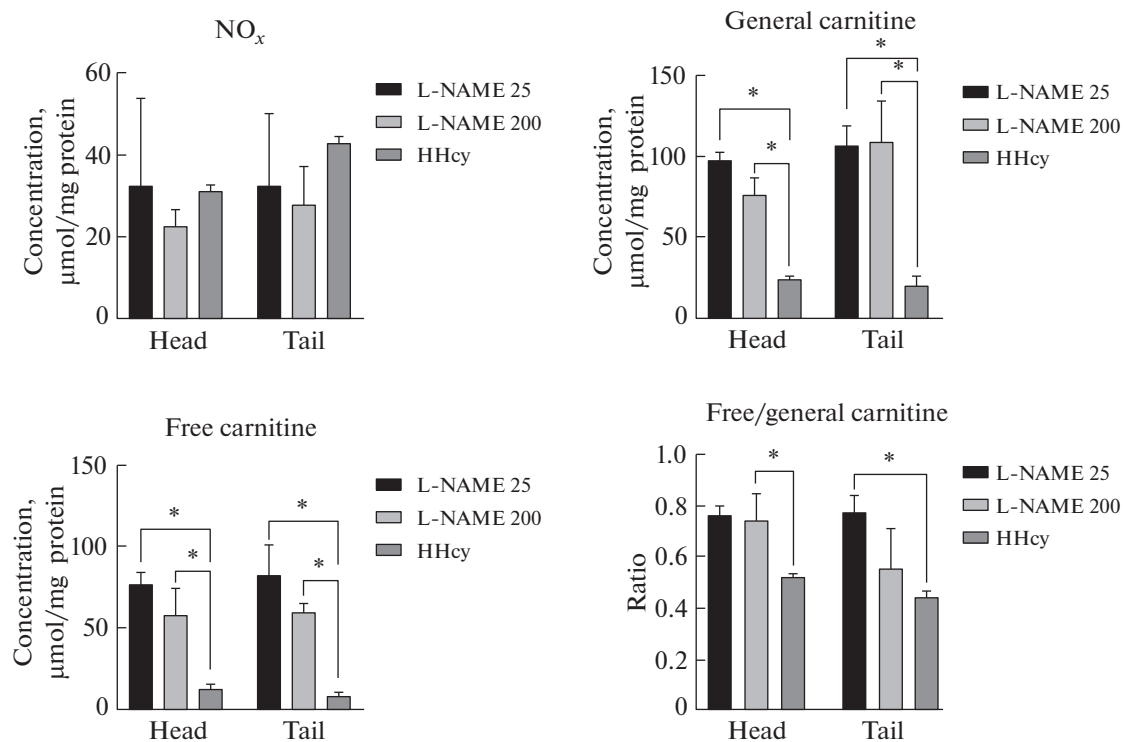 NOx
Concentration,
μmol/mg protein
60
40
20
0
Head Tail
L-NAME 25
L-NAME 200
HHcy
General carnitine
Concentration,
μmol/mg protein
150
100
50
0
* *
* *
Head Tail
L-NAME 25
L-NAME 200
HHcy
Free carnitine
Concentration,
μmol/mg protein
150
100
50
0
* *
* *
Head Tail
L-NAME 25
L-NAME 200
HHcy
Free/general carnitine
Ratio
1.0
0.8
0.6
0.4
0.2
0
* *
Head Tail
L-NAME 25
L-NAME 200
HHcy